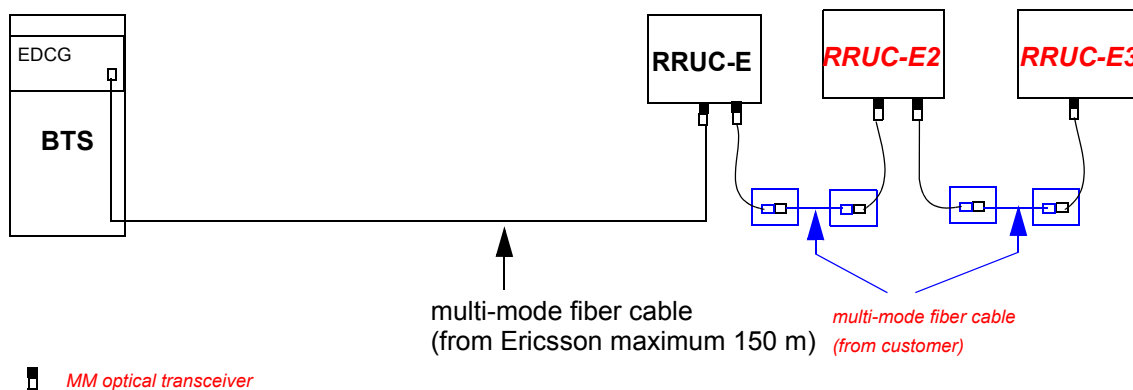 EDCG
BTS
RRUC-E
RRUC-E2
RRUC-E3
multi-mode fiber cable
(from Ericsson maximum 150 m)
multi-mode fiber cable
(from customer)
MM optical transceiver